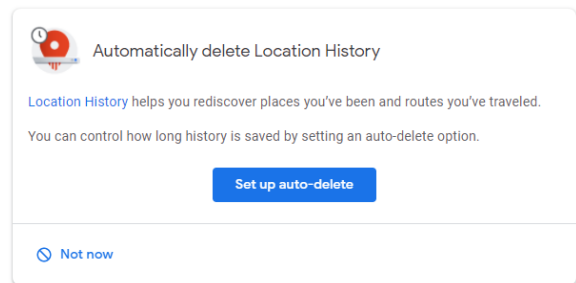 Automatically delete Location History
Location History helps you rediscover places you've been and routes you've traveled.
You can control how long history is saved by setting an auto-delete option.
Set up auto-delete
Not now